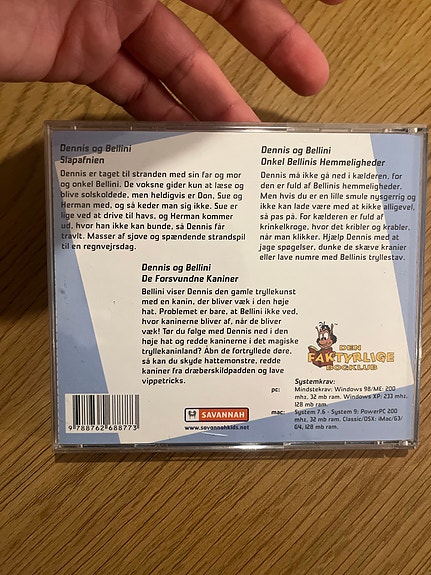 Dennis og Bellini
Slapafnien
Dennis er taget til stranden med sin far og mor
og onkel Bellini. De voksne gider kun at læse og
blive solskoldede, men heldigvis er Don, Sue og
Herman med, og så keder man sig ikke. Sue er
lige ved at drive til havs, og Herman kommer
ud, hvor han ikke kan bunde, så Dennis får
travlt. Masser af sjove og spændende strandspil
til en regnvejrsdag.
Dennis og Bellini
Onkel Bellinis Hemmeligheder
Dennis må ikke gå ned i kælderen, for
den er fuld af Bellinis hemmeligheder.
Men hvis du er en lille smule nysgerrig og
ikke kan lade være med at kikke alligevel,
så pas på. For kælderen er fuld af
krinkelkroge, hvor det kribler og krabler,
når man klikker. Hjælp Dennis med at
jage spøgelser, dunke de skæve kranier
eller lave numre med Bellinis tryllestav.
Dennis og Bellini
De Forsvundne Kaniner
Bellini viser Dennis den gamle tryllekunst
med en kanin, der bliver væk i den høje
hat. Problemet er bare, at Bellini ikke ved,
hvor kaninerne bliver af, når de bliver
væk! Tør du følge med Dennis ned i den
høje hat og redde kaninerne i det magiske
tryllekaninland? Åbn de fortryllede døre,
så kan du skyde hattemonstre, redde
kaniner fra dræberskildpadden og lave
vippetricks.
DEN
FAKTYRLIGE
BOGKLUB
Systemkrav:
pc: Mindstekrav: Windows 98/ME: 200
mhz, 32 mb ram. Windows XP: 233 mhz,
128 mb ram.
mac: System 7.6 - System 9: PowerPC 200
mhz, 32 mb ram. Classic/OSX: iMac/G3/
G4, 128 mb ram.
9 788762 688773
SAVANNAH
www.savannahkids.net